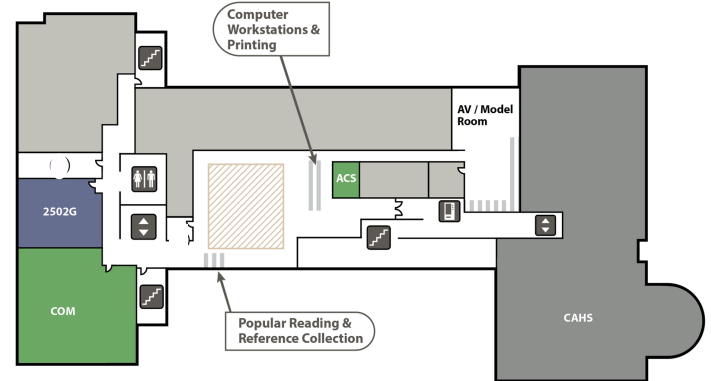 Computer
Workstations &
Printing
AV / Model
Room
ACS
2502G
COM
CAHS
Popular Reading &
Reference Collection